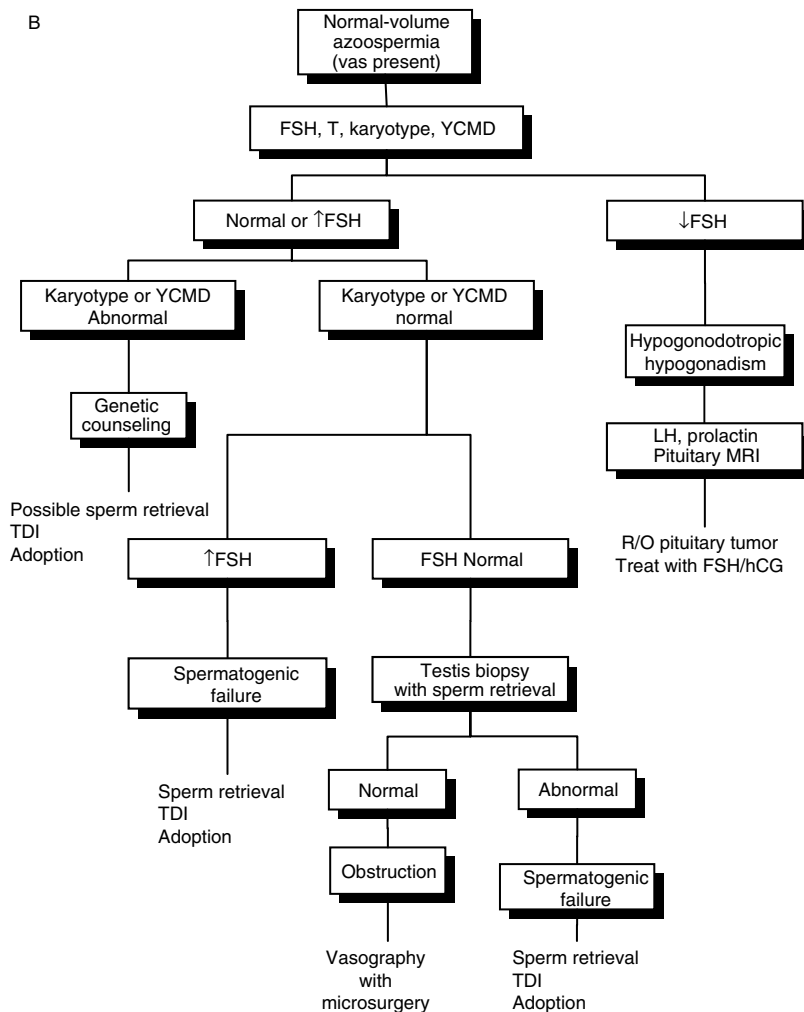 B
Normal-volume
azoospermia
(vas present)
FSH, T, karyotype, YCMD
Normal or ↑FSH
↓FSH
Karyotype or YCMD
Abnormal
Karyotype or YCMD
normal
Hypogonodotropic
hypogonadism
Genetic
counseling
LH, prolactin
Pituitary MRI
Possible sperm retrieval
TDI
Adoption
R/O pituitary tumor
Treat with FSH/hCG
↑FSH
FSH Normal
Spermatogenic
failure
Testis biopsy
with sperm retrieval
Sperm retrieval
TDI
Adoption
Normal
Abnormal
Obstruction
Spermatogenic
failure
Vasography
with
microsurgery
Sperm retrieval
TDI
Adoption